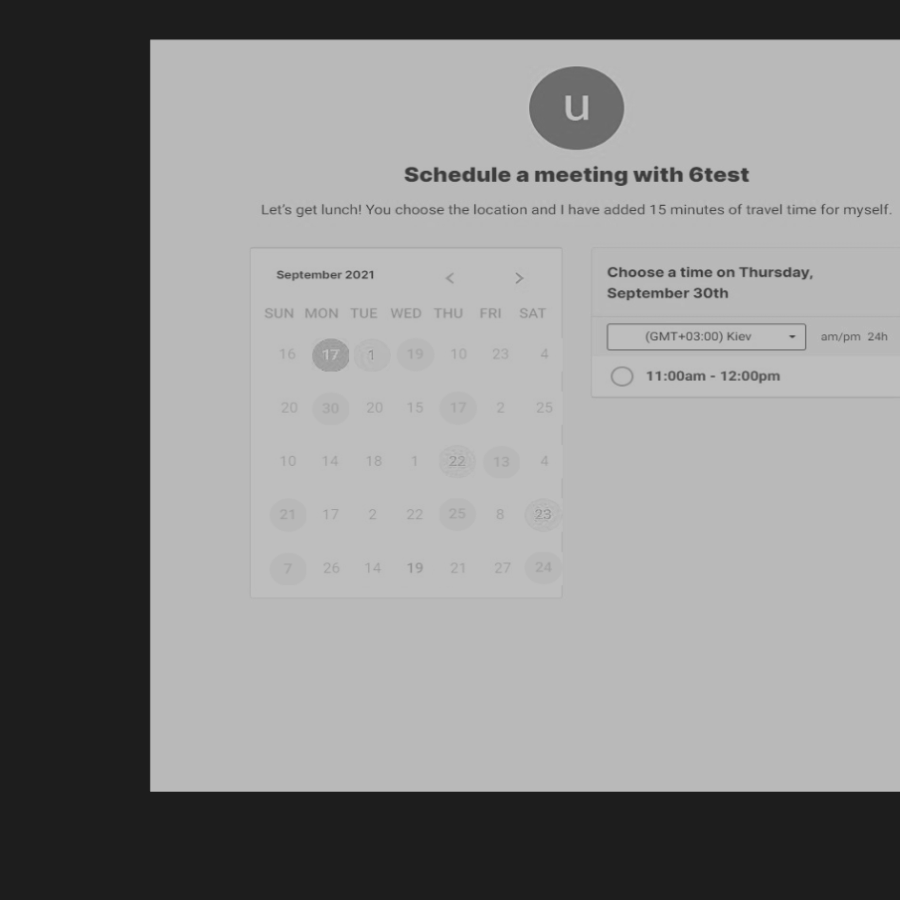 u
Schedule a meeting with 6test
Let's get lunch! You choose the location and I have added 15 minutes of travel time for myself.
September 2021 < >
SUN MON TUE WED THU FRI SAT
16 17 1 19 10 23 4
20 30 20 15 17 2 25
10 14 18 1 22 13 4
21 17 2 22 25 8 23
7 26 14 19 21 27 24
Choose a time on Thursday,
September 30th
(GMT+03:00) Kiev am/pm 24h
11:00am - 12:00pm